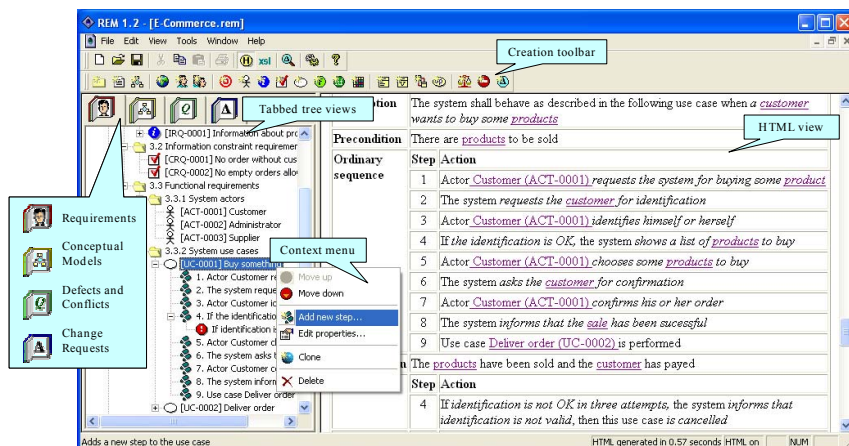 REM 1.2 - [E-Commerce.rem]
File Edit View Tools Window Help
Creation toolbar
xsl
Tabbed tree views
HTML view
[IRQ-0001] Information about pro
3.2 Information constraint requiremer
[CRQ-0001] No order without cus
[CRQ-0002] No empty orders allow
3.3 Functional requirements
3.3.1 System actors
[ACT-0001] Customer
[ACT-0002] Administrator
[ACT-0003] Supplier
3.3.2 System use cases
[UC-0001] Buy something
1. Actor Customer re
2. The system reque
3. Actor Customer ic
4. If the identification
If identification is
5. Actor Customer ch
6. The system asks t
7. Actor Customer co
8. The system inform
9. Use case Deliver order
[UC-0002] Deliver order
Requirements
Conceptual
Models
Defects and
Conflicts
Change
Requests
Context menu
Move up
Move down
Add new step...
Edit properties...
Clone
Delete
The system shall behave as described in the following use case when a customer
wants to buy some products
Precondition There are products to be sold
Ordinary Step Action
sequence
1 Actor Customer (ACT-0001) requests the system for buying some product
2 The system requests the customer for identification
3 Actor Customer (ACT-0001) identifies himself or herself
4 If the identification is OK, the system shows a list of products to buy
5 Actor Customer (ACT-0001) chooses some products to buy
6 The system asks the customer for confirmation
7 Actor Customer (ACT-0001) confirms his or her order
8 The system informs that the sale has been sucessful
9 Use case Deliver order (UC-0002) is performed
The products have been sold and the customer has payed
Step Action
4 If identification is not OK in three attempts, the system informs that
identification is not valid, then this use case is cancelled
Adds a new step to the use case
HTML generated in 0.57 seconds HTML on NUM